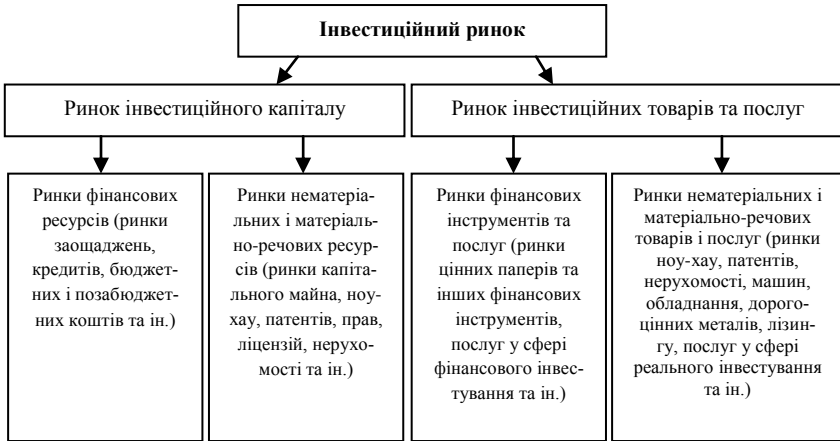 Інвестиційний ринок
Ринок інвестиційного капіталу
Ринок інвестиційних товарів та послуг
Ринки фінансових
ресурсів (ринки
заощаджень,
кредитів, бюджет-
них і позабюджет-
них коштів та ін.)
Ринки нематеріа-
льних і матеріаль-
но-речових ресур-
сів (ринки капіта-
льного майна, ноу-
хау, патентів, прав,
ліцензій, нерухо-
мості та ін.)
Ринки фінансових
інструментів та
послуг (ринки
цінних паперів та
інших фінансових
інструментів,
послуг у сфері
фінансового інвес-
тування та ін.)
Ринки нематеріальних і
матеріально-речових
товарів і послуг (ринки
ноу-хау, патентів,
нерухомості, машин,
обладнання, дорого-
цінних металів, лізин-
гу, послуг у сфері
реального інвестування
та ін.)